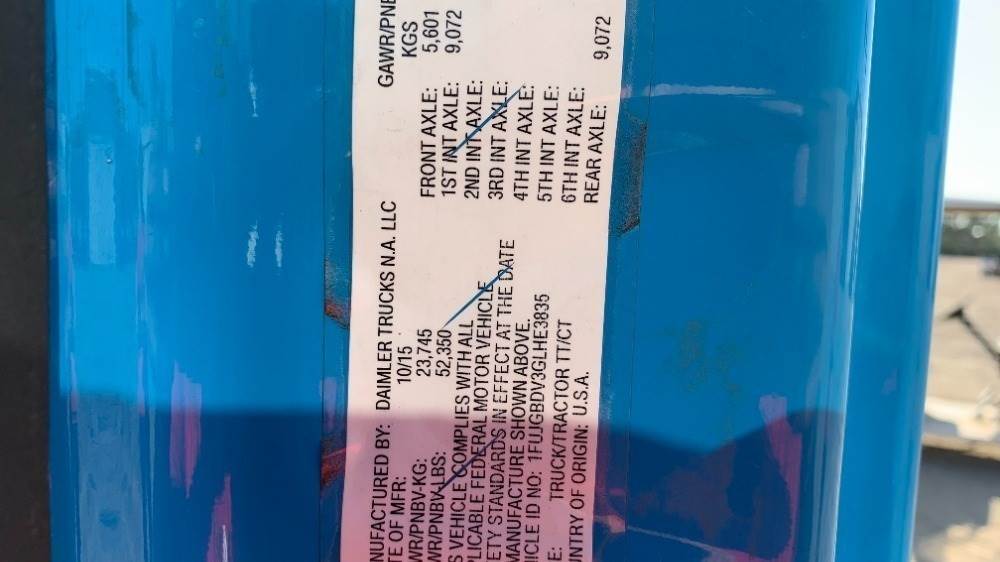 NUFACTURED BY: DAIMLER TRUCKS N.A. LLC
TE OF MFR: 10/15
WR/PNBV-KG: 23,745
WR/PNBV-LBS: 52,350
S VEHICLE COMPLIES WITH ALL
PLICABLE FEDERAL MOTOR VEHICLE
ETY STANDARDS IN EFFECT AT THE DATE
MANUFACTURE SHOWN ABOVE.
ICLE ID NO: 1FUJGBDV3GLHE3835
E: TRUCK/TRACTOR TT/CT
UNTRY OF ORIGIN: U.S.A.
GAWR/PNB
KGS
FRONT AXLE: 5,601
1ST INT AXLE: 9,072
2ND INT AXLE:
3RD INT AXLE:
4TH INT AXLE:
5TH INT AXLE:
6TH INT AXLE:
REAR AXLE: 9,072